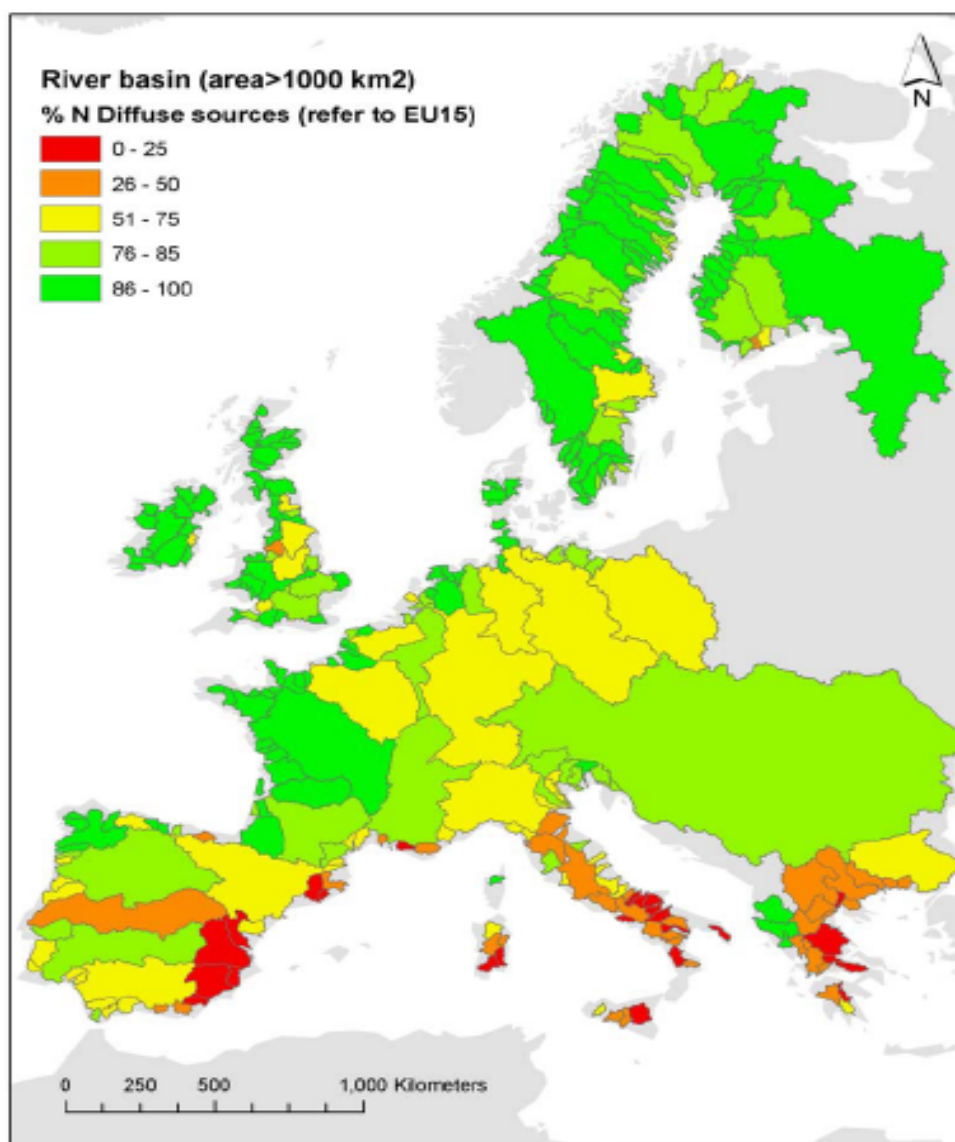 River basin (area>1000 km2)
% N Diffuse sources (refer to EU15)
0 - 25
26 - 50
51 - 75
76 - 85
86 - 100
N
0 250 500 1,000 Kilometers